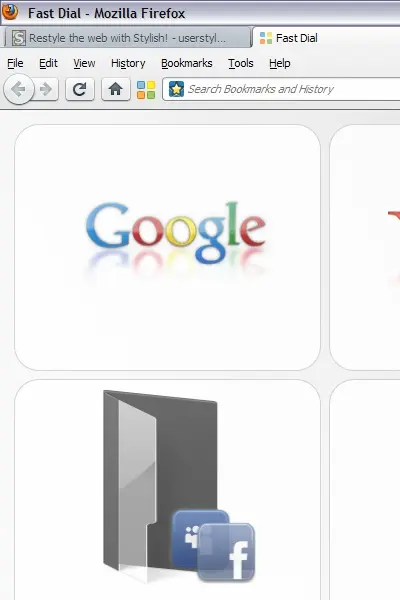 Fast Dial - Mozilla Firefox
Restyle the web with Stylish! - userstyl...
Fast Dial
File Edit View History Bookmarks Tools Help
Search Bookmarks and History
Google
f